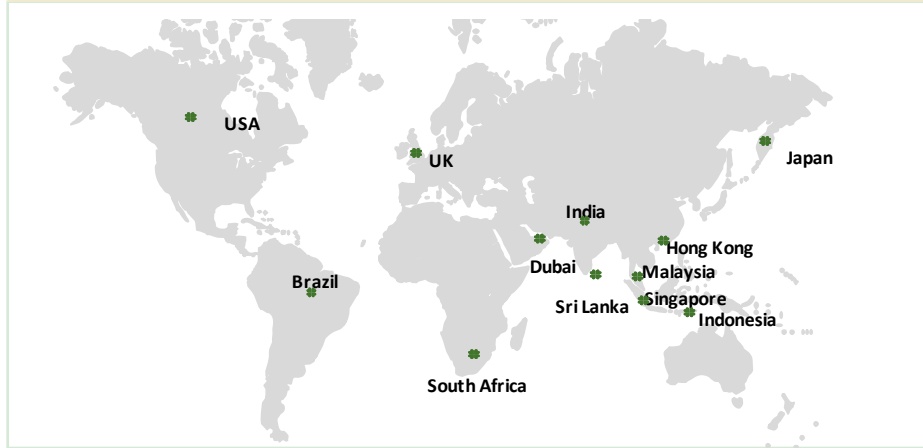 USA
UK
Japan
India
Hong Kong
Dubai
Malaysia
Brazil
Singapore
Sri Lanka
Indonesia
South Africa